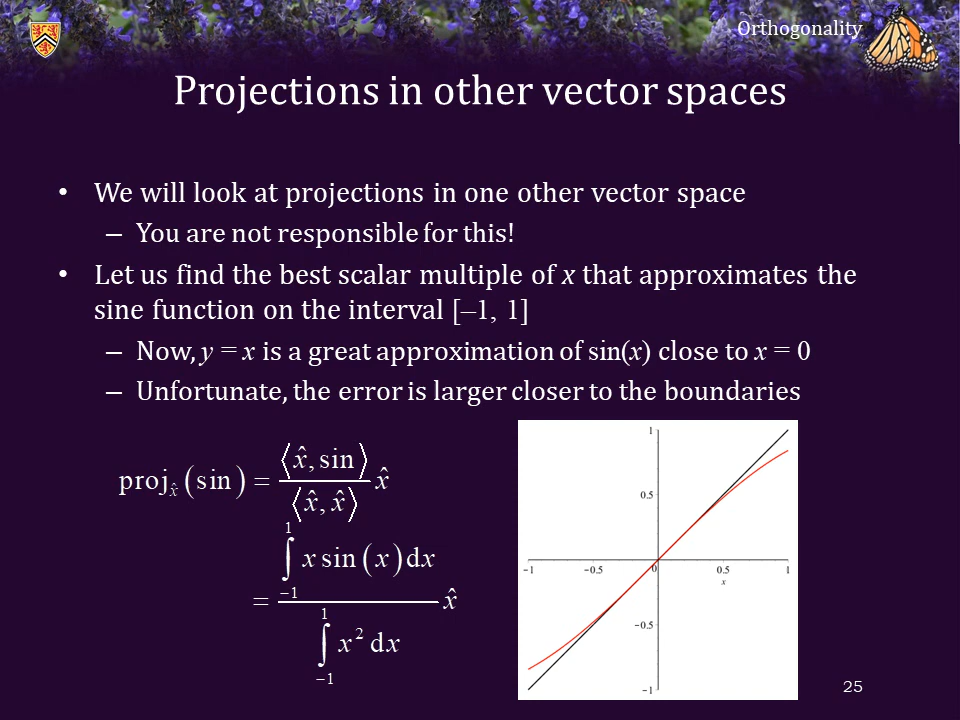 Orthogonality
Projections in other vector spaces
• We will look at projections in one other vector space
– You are not responsible for this!
• Let us find the best scalar multiple of x that approximates the
sine function on the interval [–1, 1]
– Now, y = x is a great approximation of sin(x) close to x = 0
– Unfortunate, the error is larger closer to the boundaries
proj_x̂ (sin) = ⟨x̂, sin⟩ / ⟨x̂, x̂⟩ x̂
= ∫_{–1}^{1} x sin(x) dx / ∫_{–1}^{1} x² dx x̂
1
0.5
–1 –0.5 0 0.5 1
x
–0.5
–1
25